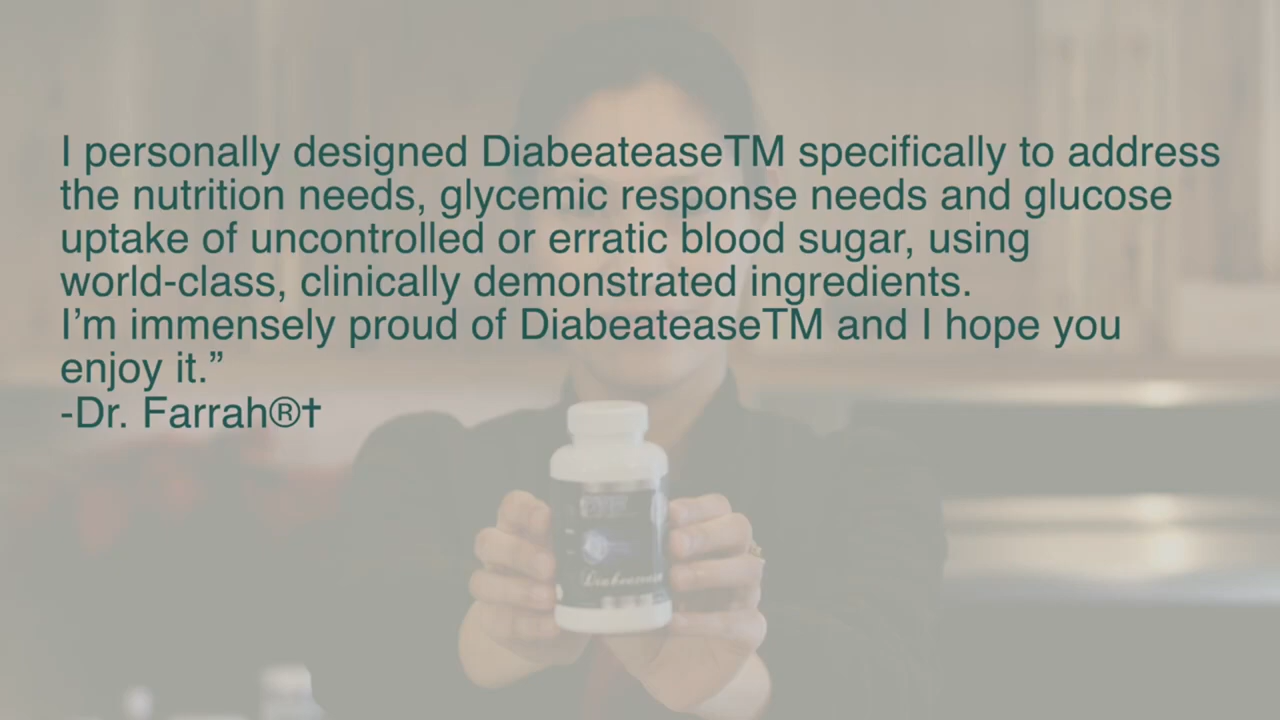 I personally designed DiabeateaseTM specifically to address
the nutrition needs, glycemic response needs and glucose
uptake of uncontrolled or erratic blood sugar, using
world-class, clinically demonstrated ingredients.
I’m immensely proud of DiabeateaseTM and I hope you
enjoy it.”
-Dr. Farrah®†